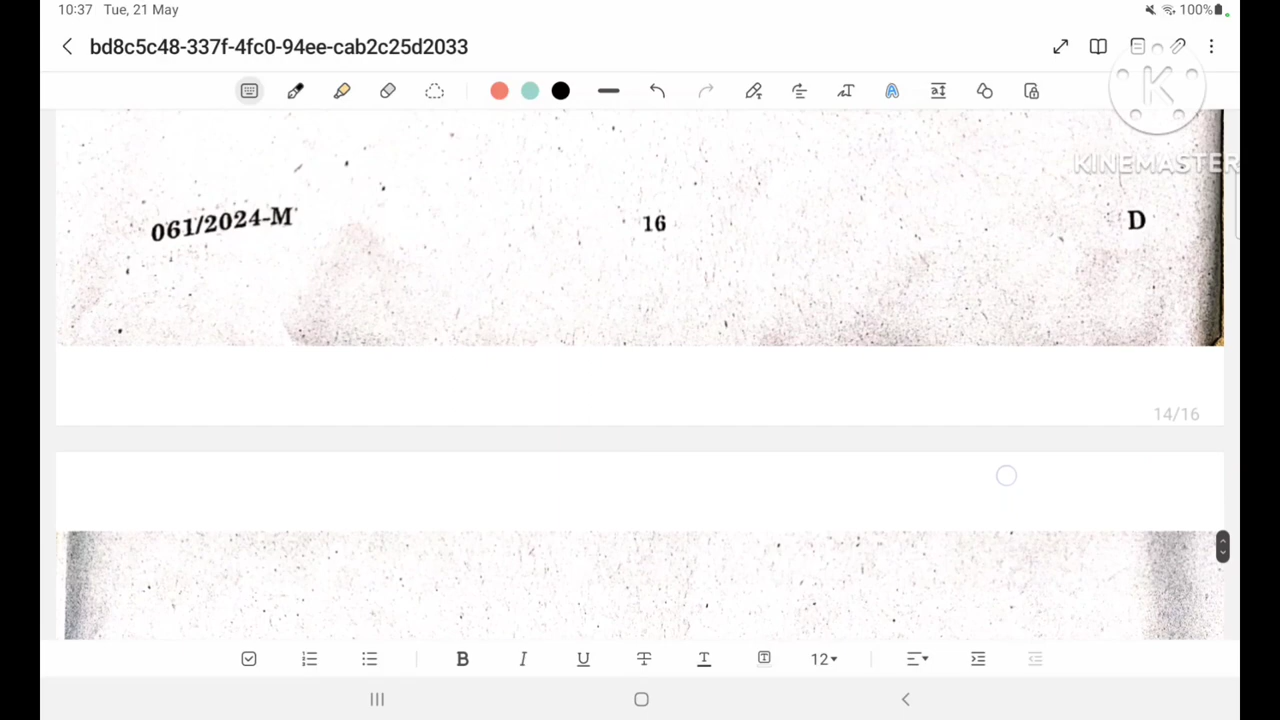 10:37 Tue, 21 May 100%
bd8c5c48-337f-4fc0-94ee-cab2c25d2033
K
KINEMASTER
061/2024-M 16 D
14/16
B I U T T T 12